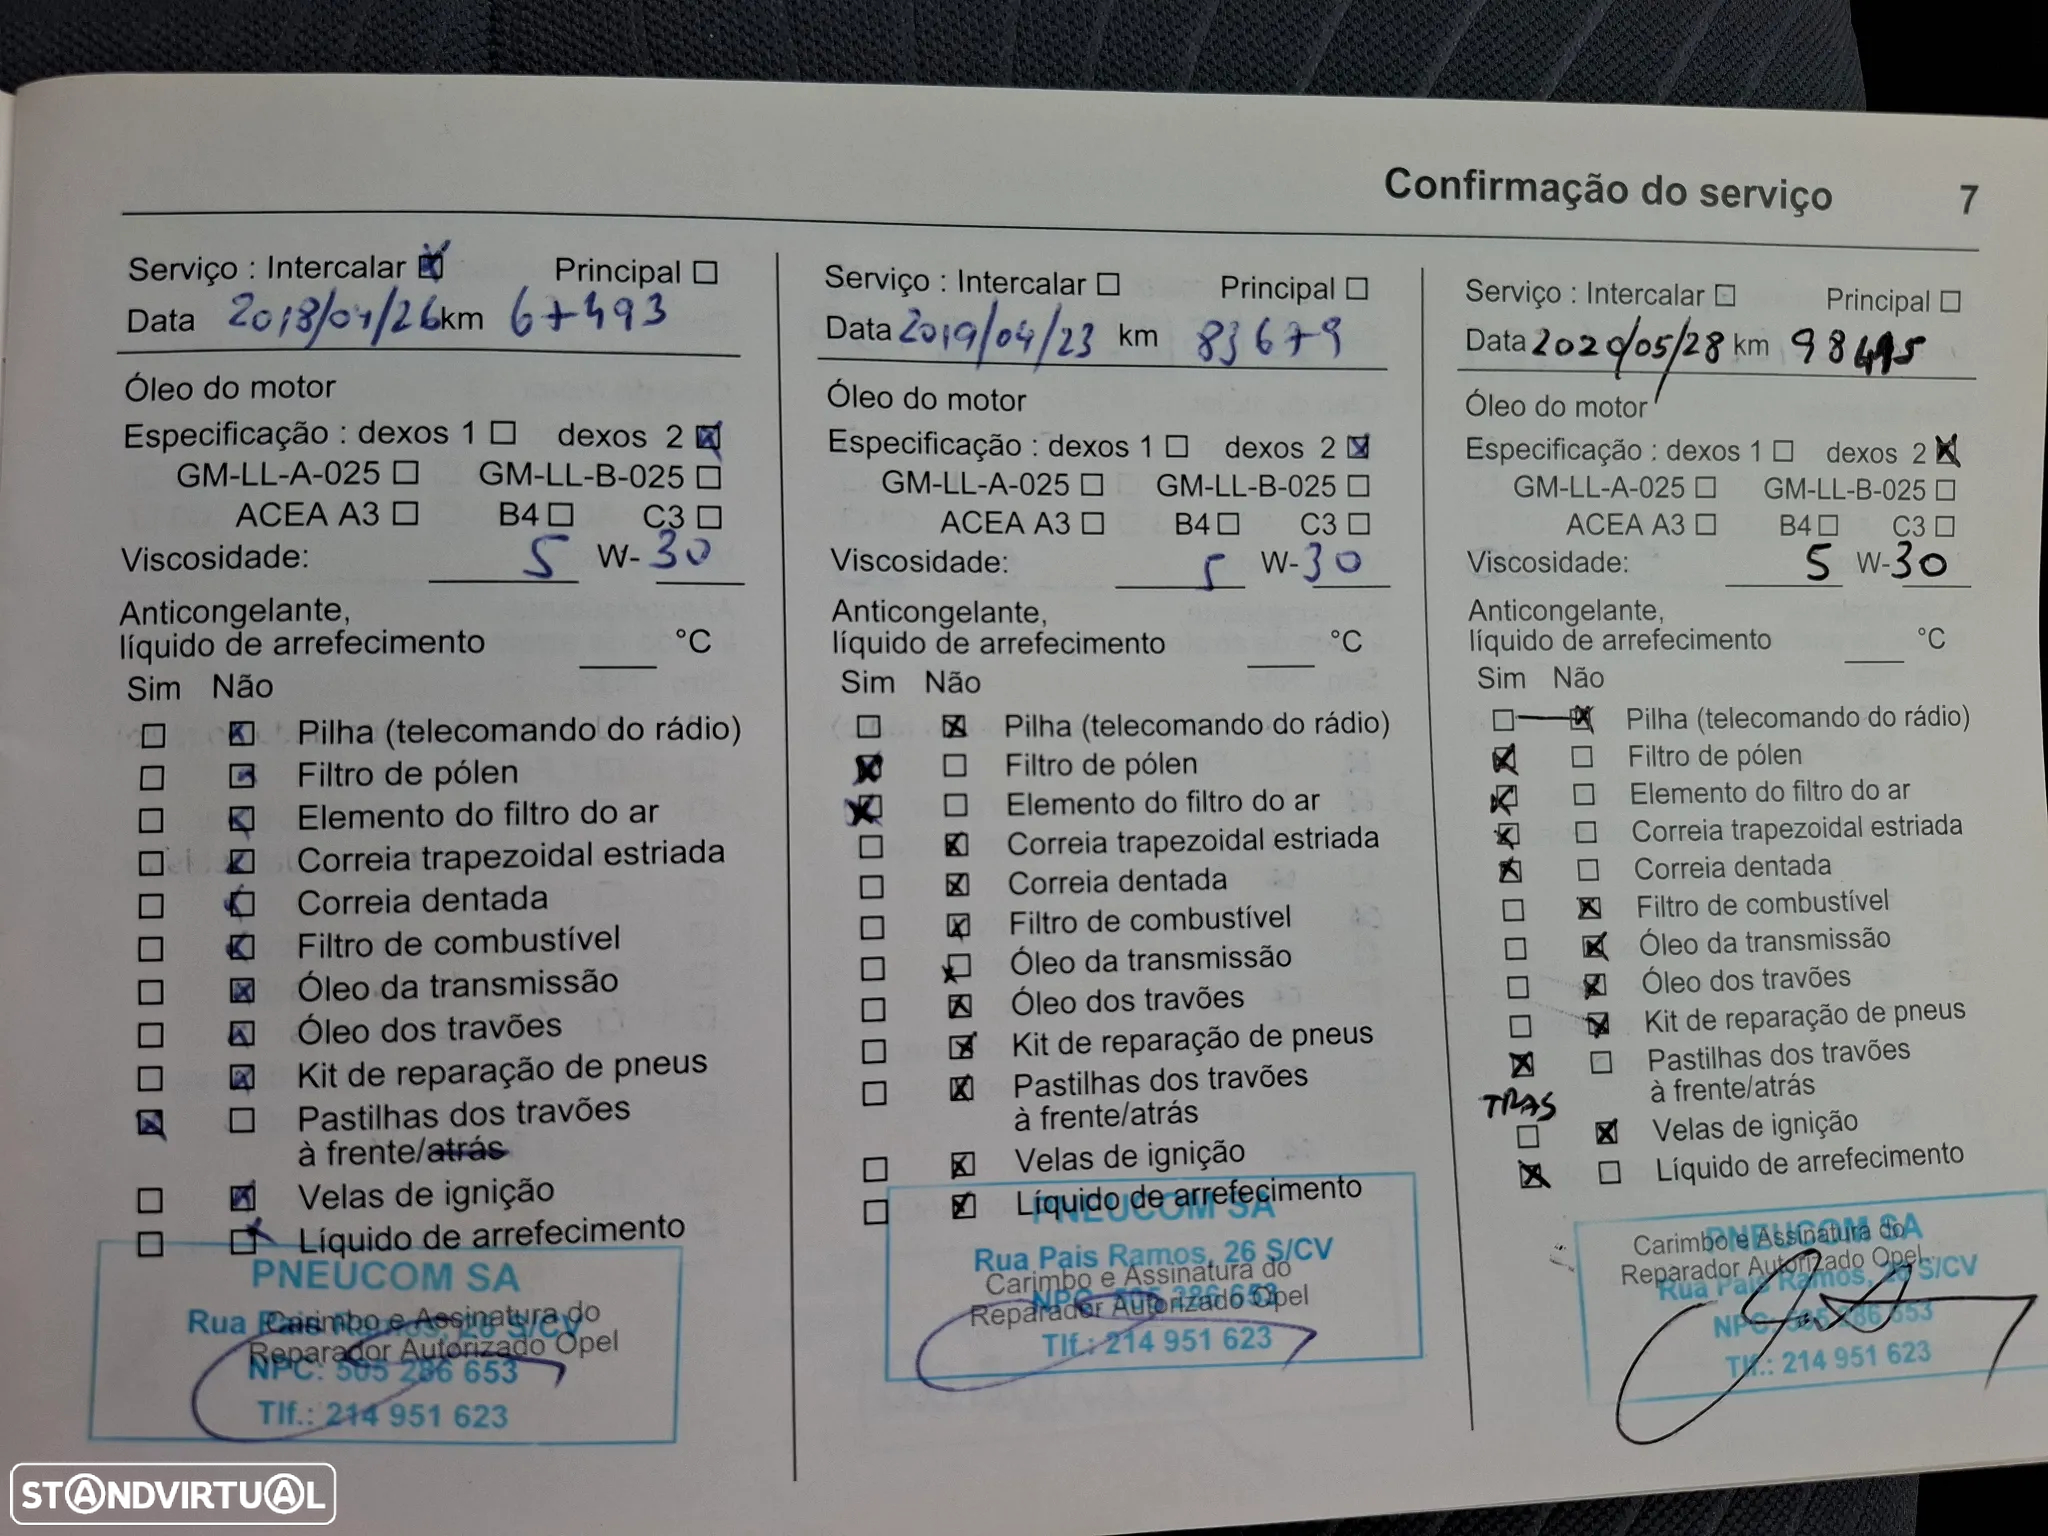 Confirmação do serviço 7
Serviço : Intercalar Principal
Data 2018/01/26 km 67493
Óleo do motor
Especificação : dexos 1 dexos 2
GM-LL-A-025 GM-LL-B-025
ACEA A3 B4 C3
Viscosidade: 5 W-30
Anticongelante,
líquido de arrefecimento °C
Sim Não
Pilha (telecomando do rádio)
Filtro de pólen
Elemento do filtro do ar
Correia trapezoidal estriada
Correia dentada
Filtro de combustível
Óleo da transmissão
Óleo dos travões
Kit de reparação de pneus
Pastilhas dos travões
à frente/atrás
Velas de ignição
Líquido de arrefecimento
PNEUCOM SA
Carimbo e Assinatura do
Rua Pais Ramos, 26 S/CV
Reparador Autorizado Opel
NPC: 505 286 653
Tlf.: 214 951 623
Serviço : Intercalar Principal
Data 2019/04/23 km 83679
Óleo do motor
Especificação : dexos 1 dexos 2
GM-LL-A-025 GM-LL-B-025
ACEA A3 B4 C3
Viscosidade: 5 W-30
Anticongelante,
líquido de arrefecimento °C
Sim Não
Pilha (telecomando do rádio)
Filtro de pólen
Elemento do filtro do ar
Correia trapezoidal estriada
Correia dentada
Filtro de combustível
Óleo da transmissão
Óleo dos travões
Kit de reparação de pneus
Pastilhas dos travões
à frente/atrás
Velas de ignição
Líquido de arrefecimento
PNEUCOM SA
Rua Pais Ramos, 26 S/CV
Carimbo e Assinatura do
NPC: 505 286 653
Reparador Autorizado Opel
Tlf.: 214 951 623
Serviço : Intercalar Principal
Data 2020/05/28 km 98495
Óleo do motor
Especificação : dexos 1 dexos 2
GM-LL-A-025 GM-LL-B-025
ACEA A3 B4 C3
Viscosidade: 5 W-30
Anticongelante,
líquido de arrefecimento °C
Sim Não
Pilha (telecomando do rádio)
Filtro de pólen
Elemento do filtro do ar
Correia trapezoidal estriada
Correia dentada
Filtro de combustível
Óleo da transmissão
Óleo dos travões
Kit de reparação de pneus
Pastilhas dos travões
à frente/atrás
TRAS
Velas de ignição
Líquido de arrefecimento
PNEUCOM SA
Carimbo e Assinatura do
Reparador Autorizado Opel
Rua Pais Ramos, 26 S/CV
NPC: 505 286 653
Tlf.: 214 951 623
STANDVIRTUAL